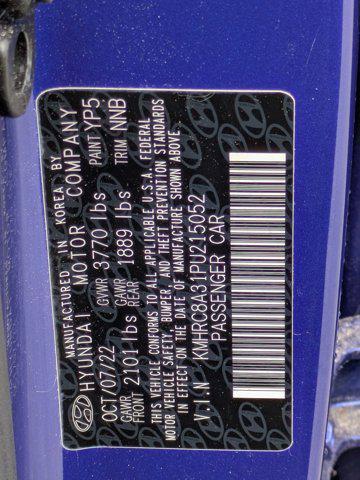 MANUFACTURED IN KOREA BY
HYUNDAI MOTOR COMPANY
OCT/07/22 GVWR 3770 lbs PAINT YP5
GAWR FRONT 2101 lbs GAWR REAR 1889 lbs TRIM NNB
THIS VEHICLE CONFORMS TO ALL APPLICABLE U.S.A. FEDERAL
MOTOR VEHICLE SAFETY, BUMPER, AND THEFT PREVENTION STANDARDS
IN EFFECT ON THE DATE OF MANUFACTURE SHOWN ABOVE.
V.I.N : KMHRC8A31PU215052
PASSENGER CAR